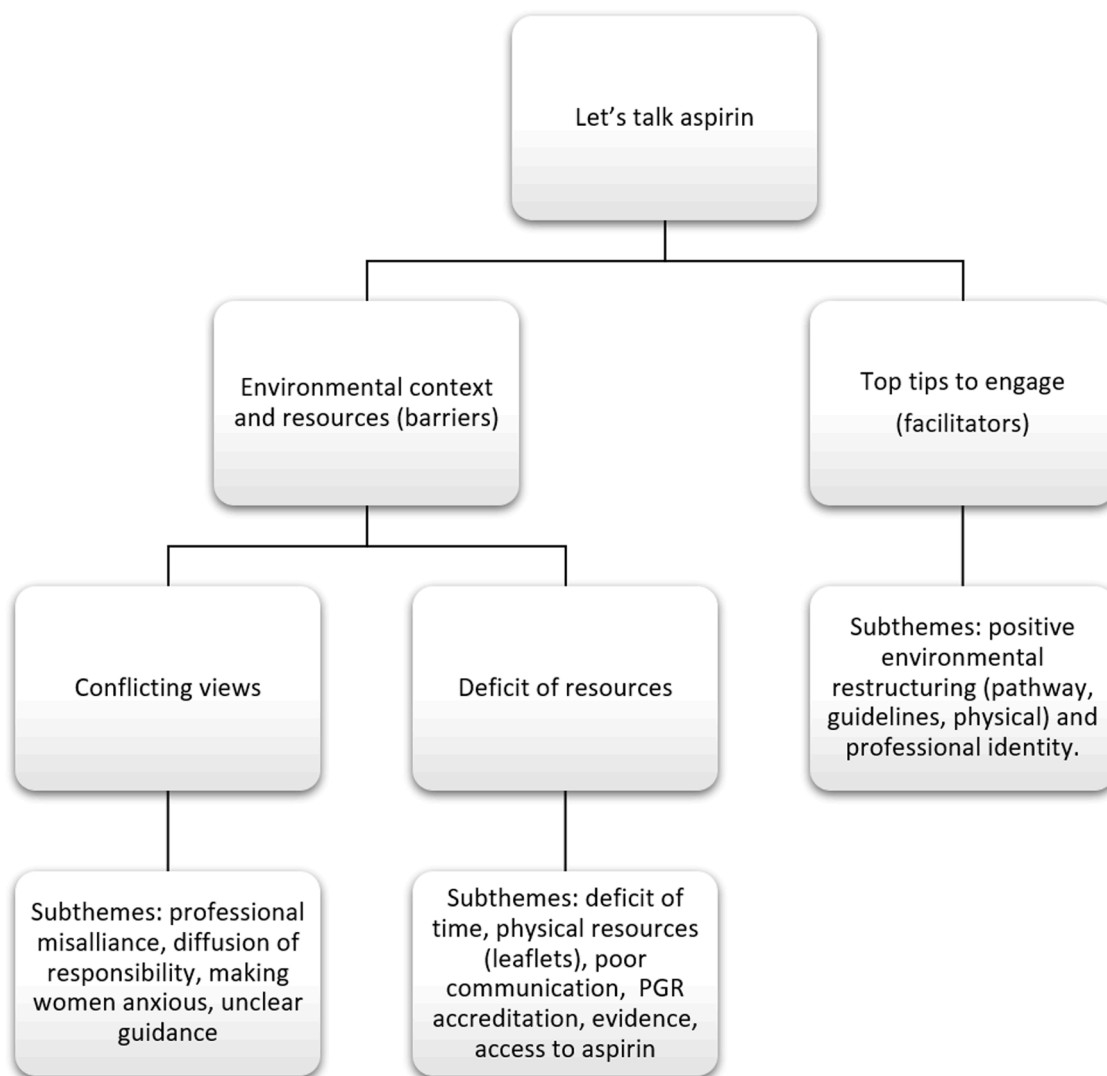 Let’s talk aspirin
Environmental context
and resources (barriers)
Top tips to engage
(facilitators)
Conflicting views
Deficit of resources
Subthemes: positive
environmental
restructuring (pathway,
guidelines, physical) and
professional identity.
Subthemes: professional
misalliance, diffusion of
responsibility, making
women anxious, unclear
guidance
Subthemes: deficit of
time, physical resources
(leaflets), poor
communication,  PGR
accreditation, evidence,
access to aspirin